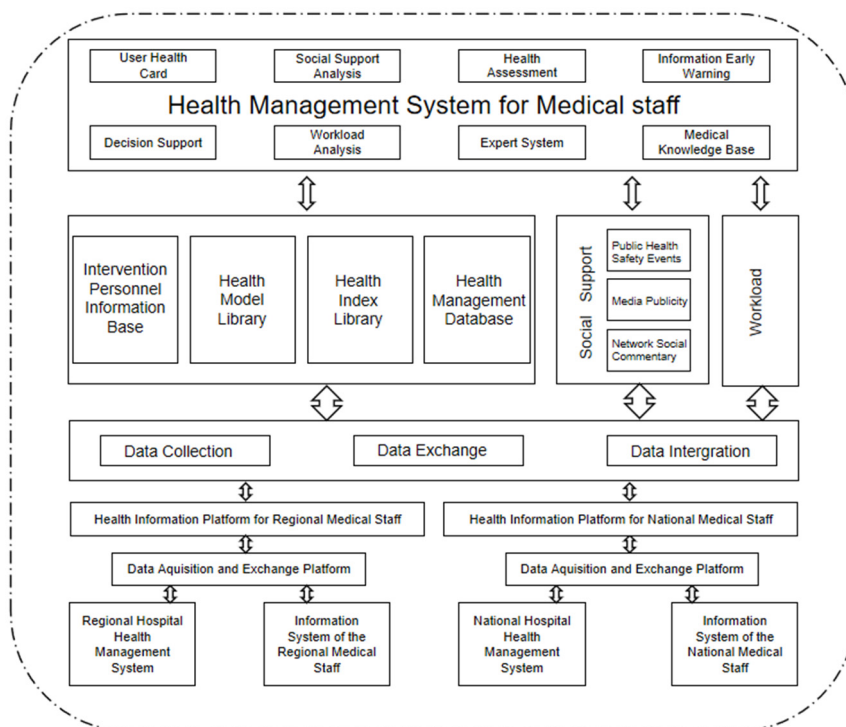 User Health
Card
Social Support
Analysis
Health
Assessment
Information Early
Warning
Health Management System for Medical staff
Decision Support
Workload
Analysis
Expert System
Medical
Knowledge Base
Intervention
Personnel
Information
Base
Health
Model
Library
Health
Index
Library
Health
Management
Database
Social Support
Public Health
Safety Events
Media Publicity
Network Social
Commentary
Workload
Data Collection
Data Exchange
Data Intergration
Health Information Platform for Regional Medical Staff
Health Information Platform for National Medical Staff
Data Aquisition and Exchange Platform
Data Aquisition and Exchange Platform
Regional Hospital
Health
Management
System
Information
System of the
Regional Medical
Staff
National Hospital
Health
Management
System
Information
System of the
National Medical
Staff